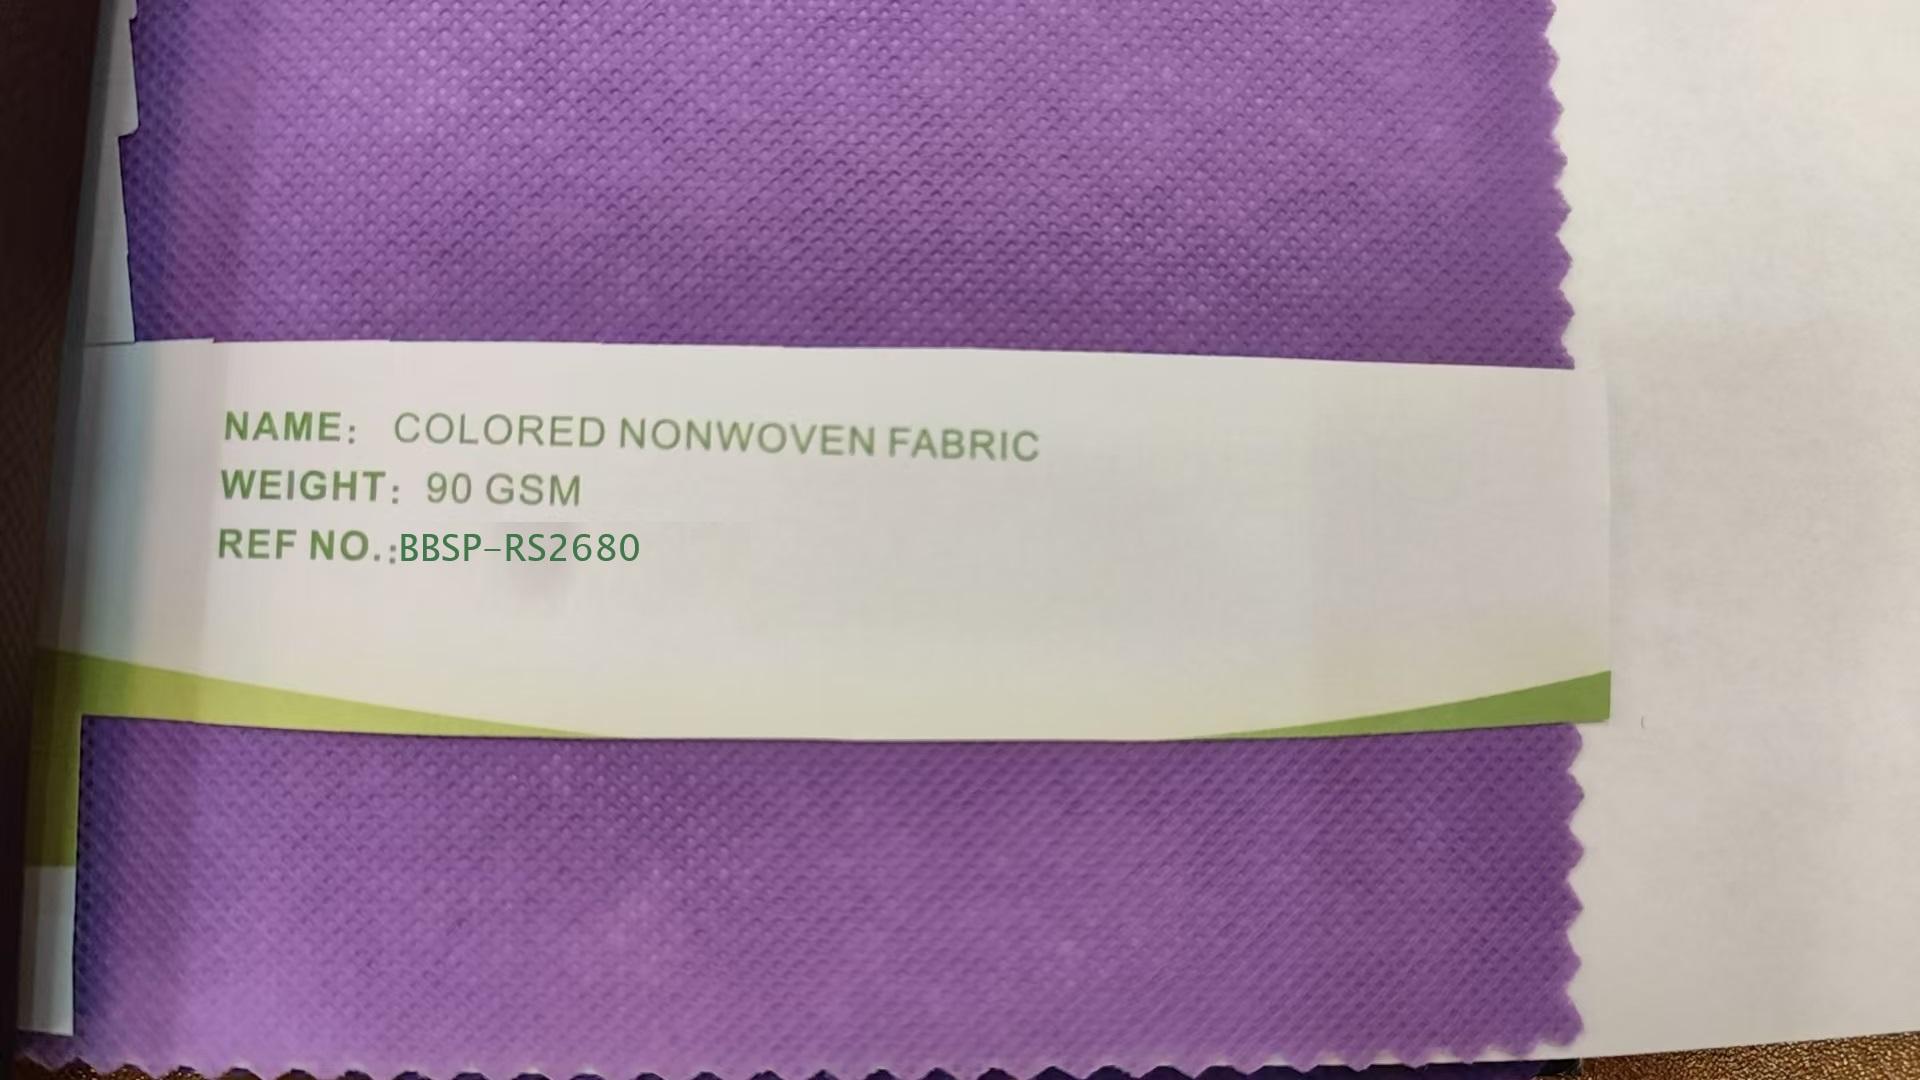 NAME: COLORED NONWOVEN FABRIC
WEIGHT: 90 GSM
REF NO.:BBSP-RS2680